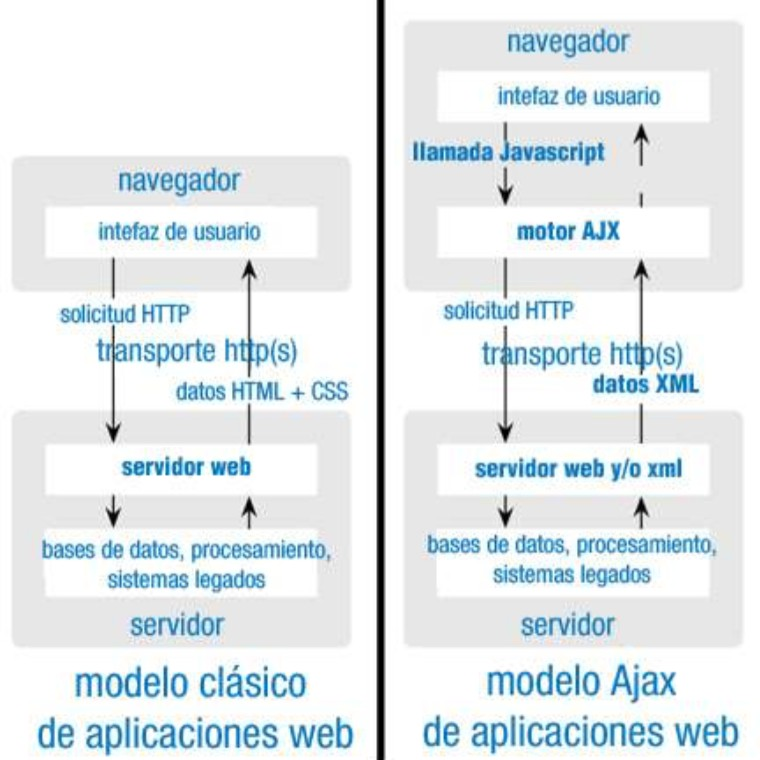 navegador
intefaz de usuario
solicitud HTTP
transporte http(s)
datos HTML + CSS
servidor web
bases de datos, procesamiento,
sistemas legados
servidor
modelo clásico
de aplicaciones web
navegador
intefaz de usuario
llamada Javascript
motor AJX
solicitud HTTP
transporte http(s)
datos XML
servidor web y/o xml
bases de datos, procesamiento,
sistemas legados
servidor
modelo Ajax
de aplicaciones web